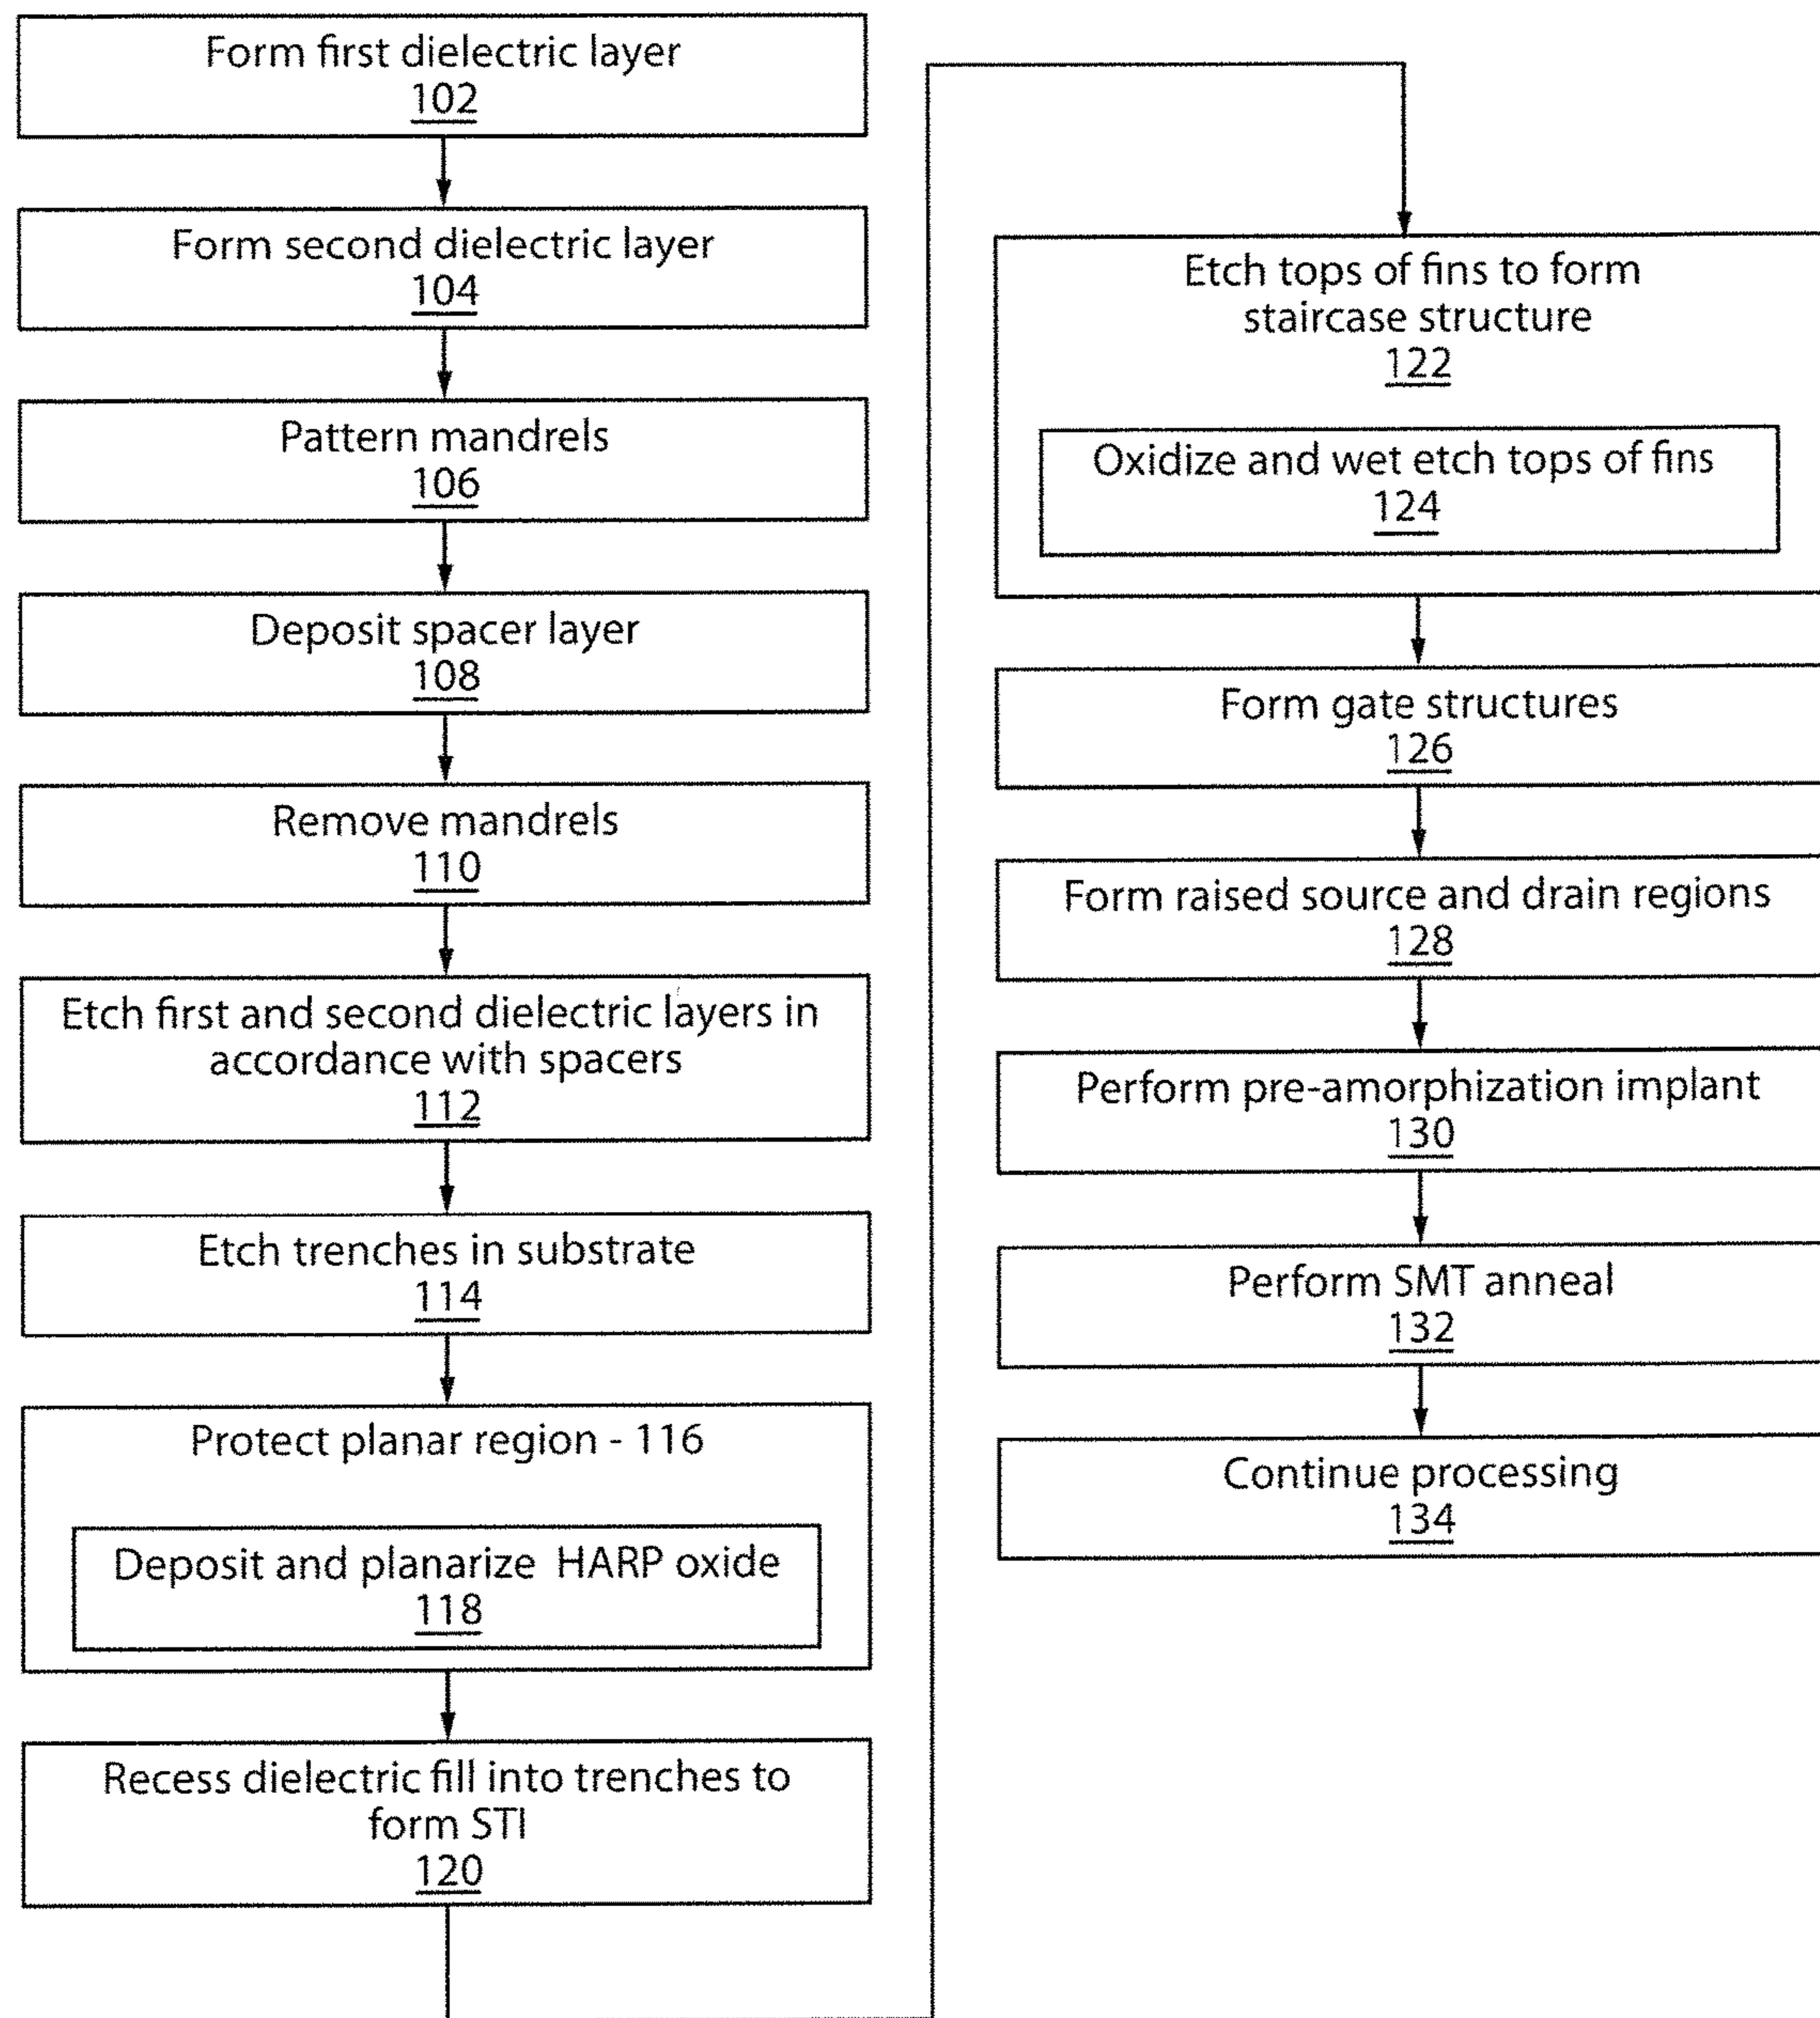 Form first dielectric layer
102
Form second dielectric layer
104
Pattern mandrels
106
Deposit spacer layer
108
Remove mandrels
110
Etch first and second dielectric layers in
accordance with spacers
112
Etch trenches in substrate
114
Protect planar region - 116
Deposit and planarize HARP oxide
118
Recess dielectric fill into trenches to
form STI
120
Etch tops of fins to form
staircase structure
122
Oxidize and wet etch tops of fins
124
Form gate structures
126
Form raised source and drain regions
128
Perform pre-amorphization implant
130
Perform SMT anneal
132
Continue processing
134